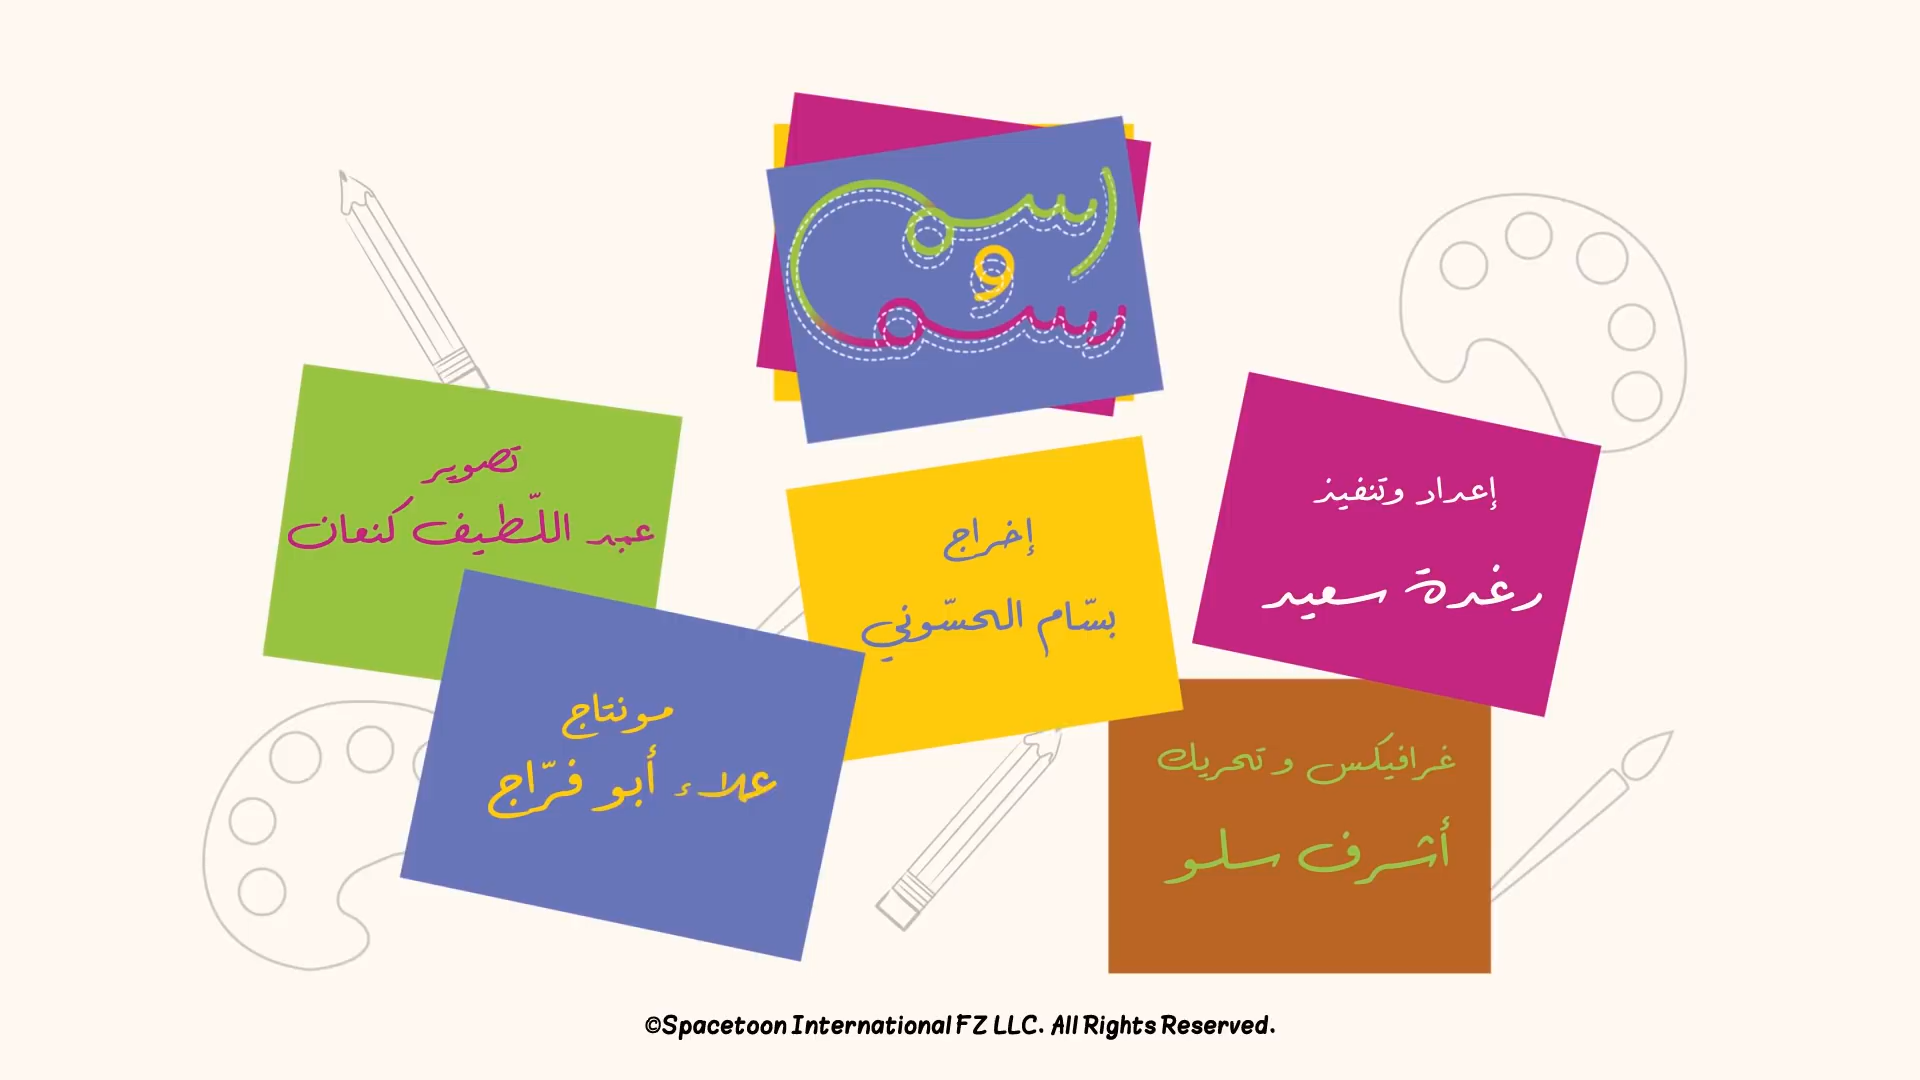 رسم
و
رسم
إعداد وتنفيذ
رغدة سعيد
إخراج
بسّام الحسّوني
تصوير
عبد اللّطيف كنعان
غرافيكس و تحريك
أشرف سلو
مونتاج
علاء أبو فرّاج
©Spacetoon International FZ LLC. All Rights Reserved.